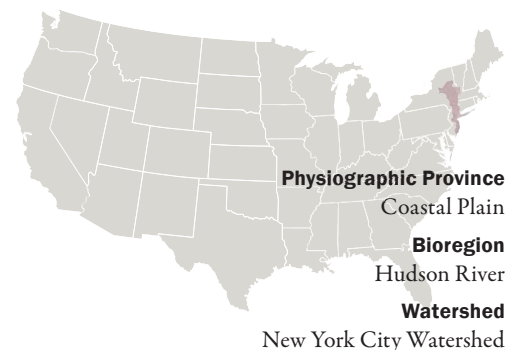 Physiographic Province
Coastal Plain
Bioregion
Hudson River
Watershed
New York City Watershed